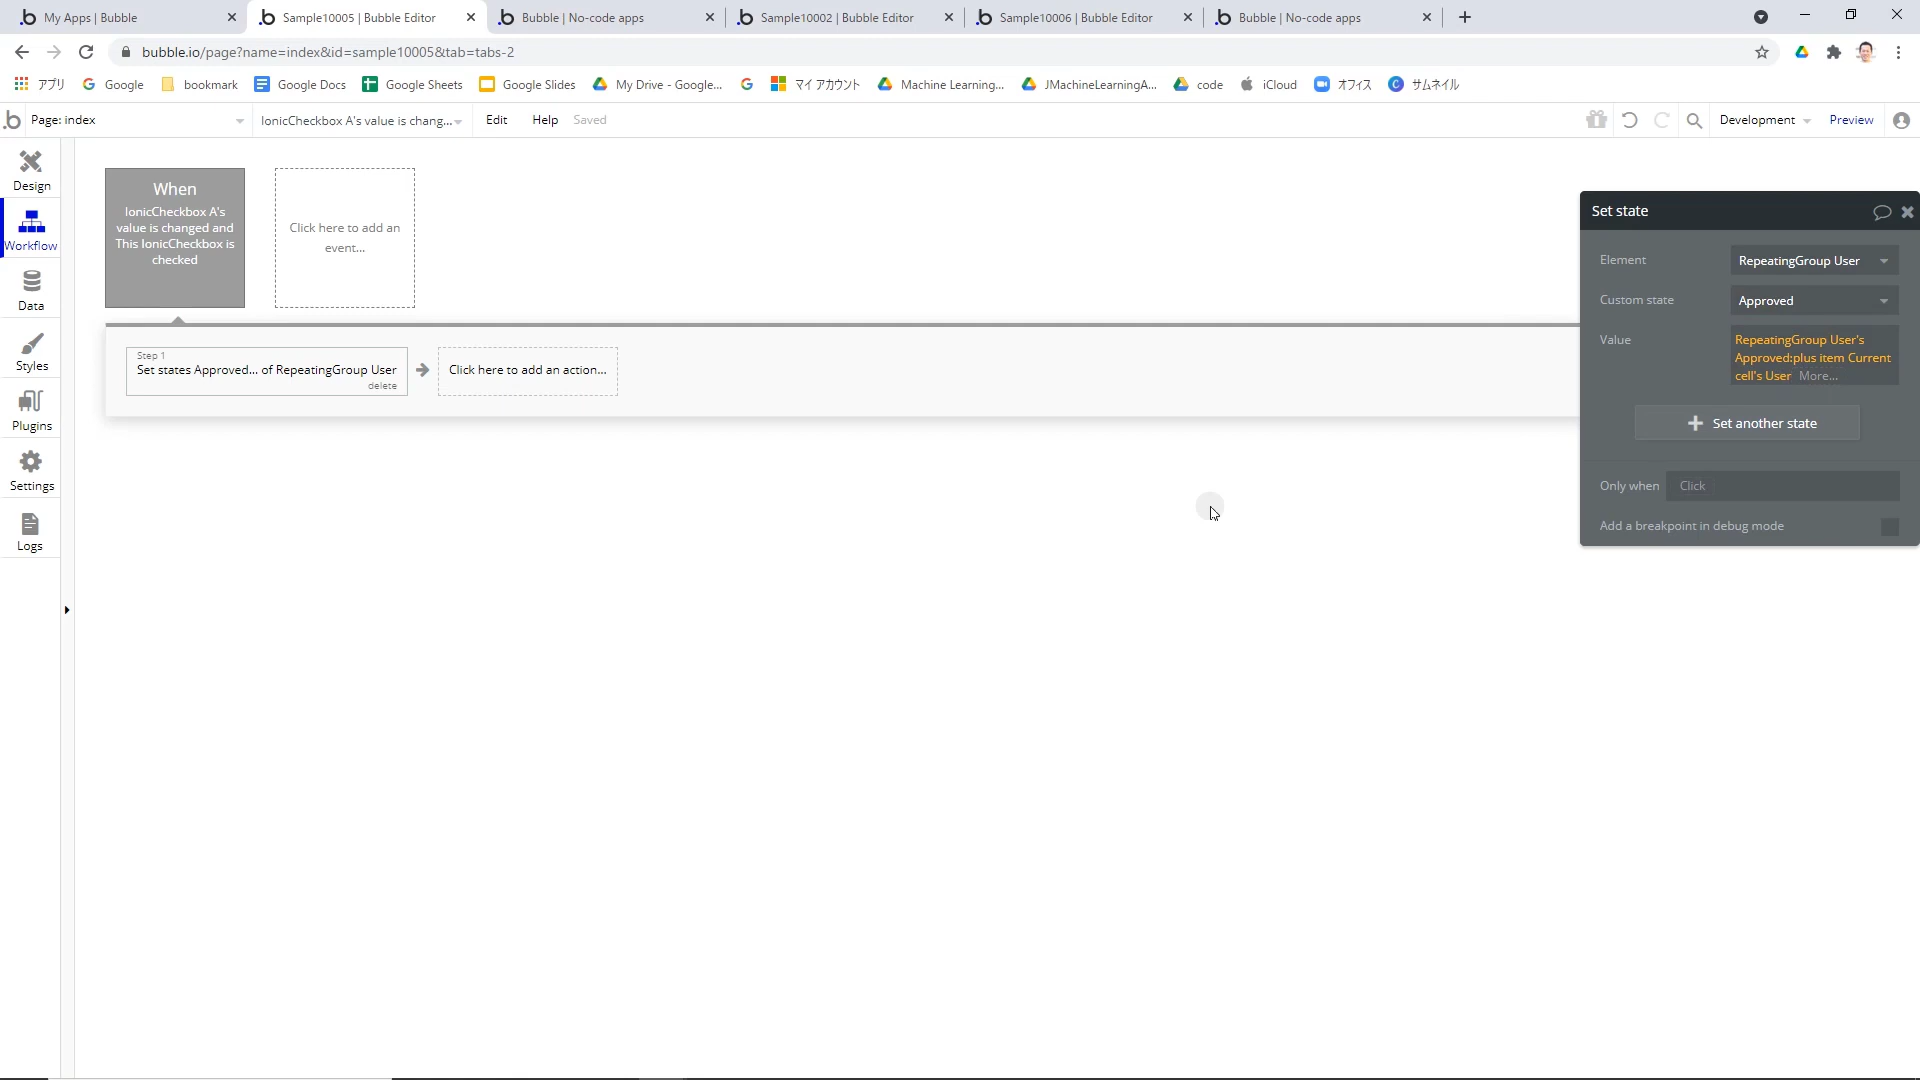 My Apps | Bubble
Sample10005 | Bubble Editor
Bubble | No-code apps
Sample10002 | Bubble Editor
Sample10006 | Bubble Editor
Bubble | No-code apps
bubble.io/page?name=index&id=sample10005&tab=tabs-2
アプリ
Google
bookmark
Google Docs
Google Sheets
Google Slides
My Drive - Google...
マイ アカウント
Machine Learning...
JMachineLearningA...
code
iCloud
オフィス
サムネイル
Page: index
IonicCheckbox A's value is chang...
Edit
Help
Saved
Development
Preview
Design
Workflow
Data
Styles
Plugins
Settings
Logs
When
IonicCheckbox A's
value is changed and
This IonicCheckbox is
checked
Click here to add an
event...
Step 1
Set states Approved... of RepeatingGroup User
delete
Click here to add an action...
Set state
Element
RepeatingGroup User
Custom state
Approved
Value
RepeatingGroup User's
Approved:plus item Current
cell's User More...
Set another state
Only when
Click
Add a breakpoint in debug mode